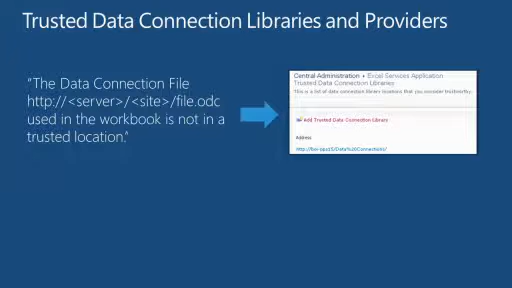 Trusted Data Connection Libraries and Providers
"The Data Connection File
http://<server>/<site>/file.odc
used in the workbook is not in a
trusted location."
Central Administration ▸ Excel Services Application
Trusted Data Connection Libraries
This is a list of data connection library locations that you consider trustworthy.
Add Trusted Data Connection Library
Address